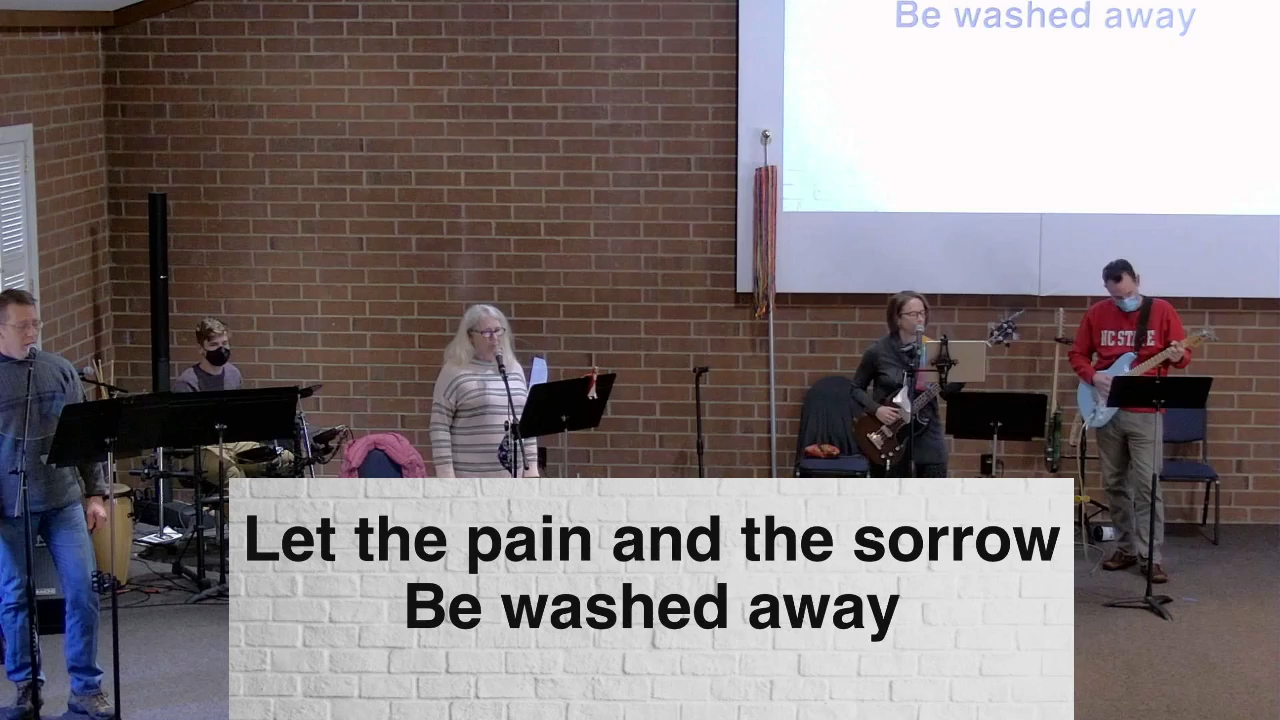 Be washed away
NC STATE
Let the pain and the sorrow
Be washed away